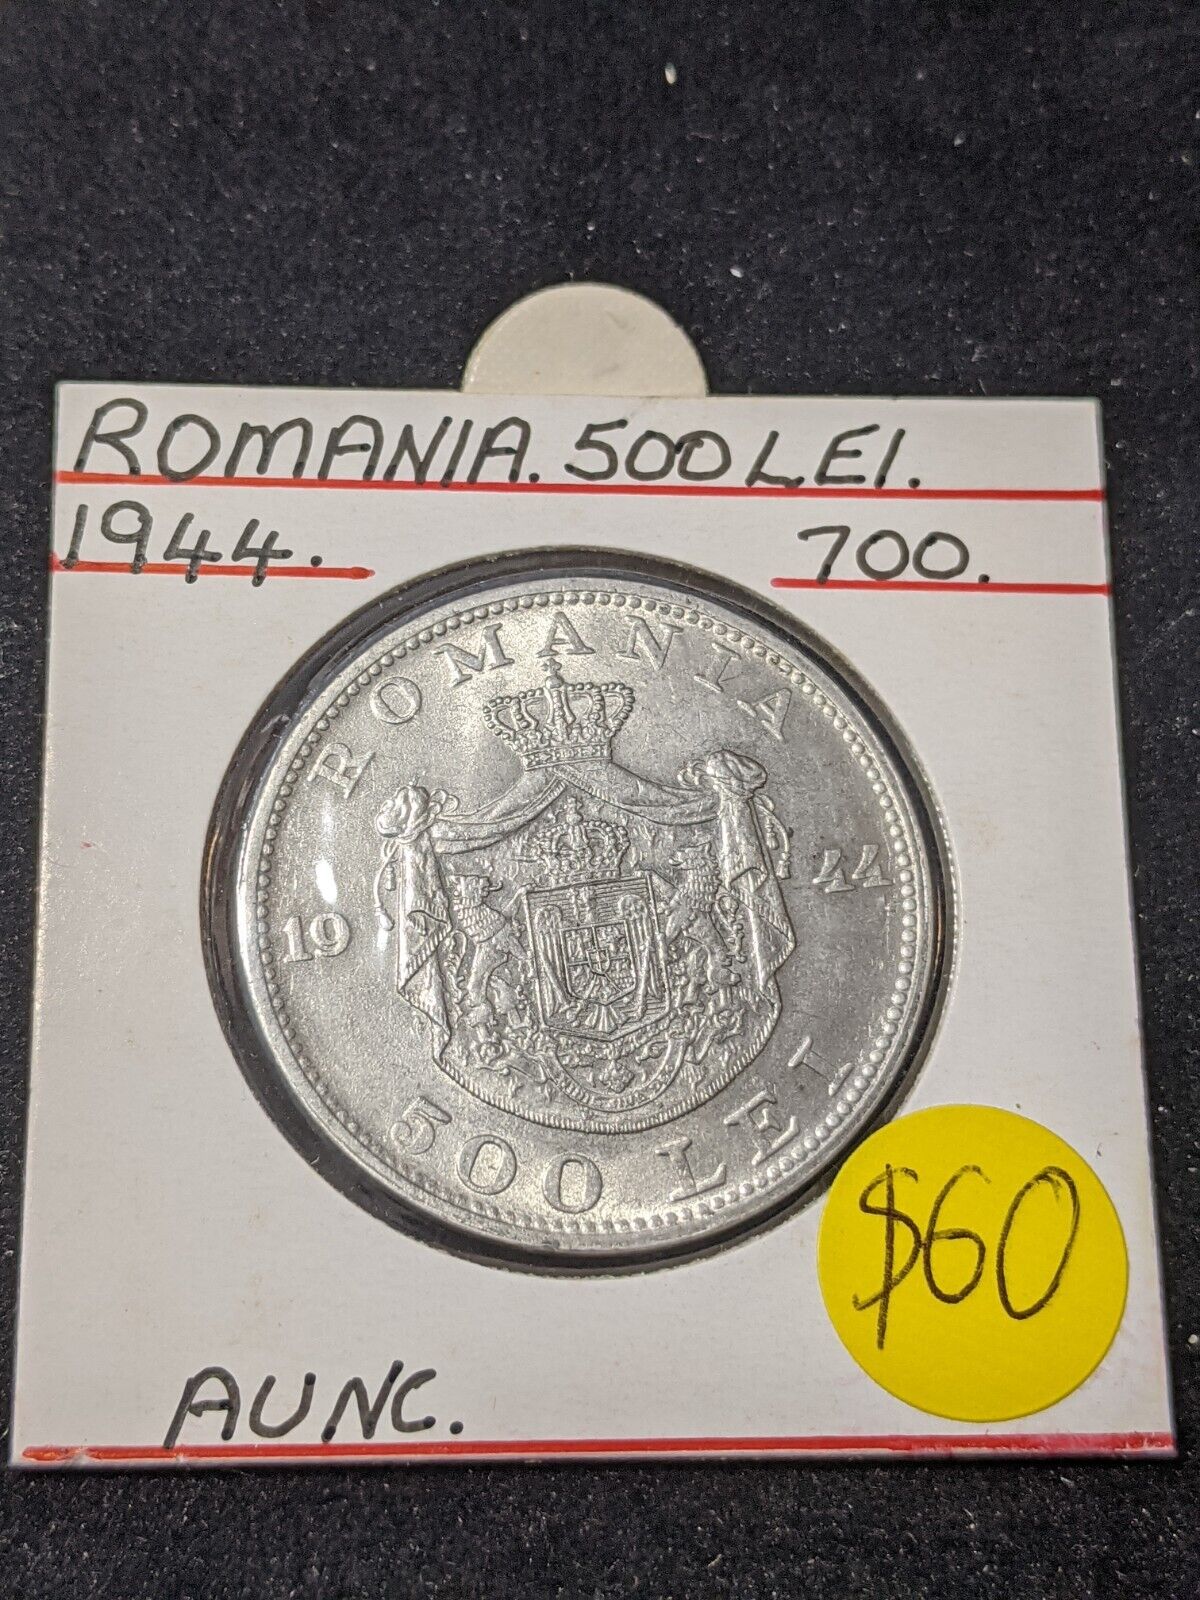 ROMANIA. 500 LEI.
1944. 700.
ROMANIA
19 44
500 LEI
$60
AUNC.